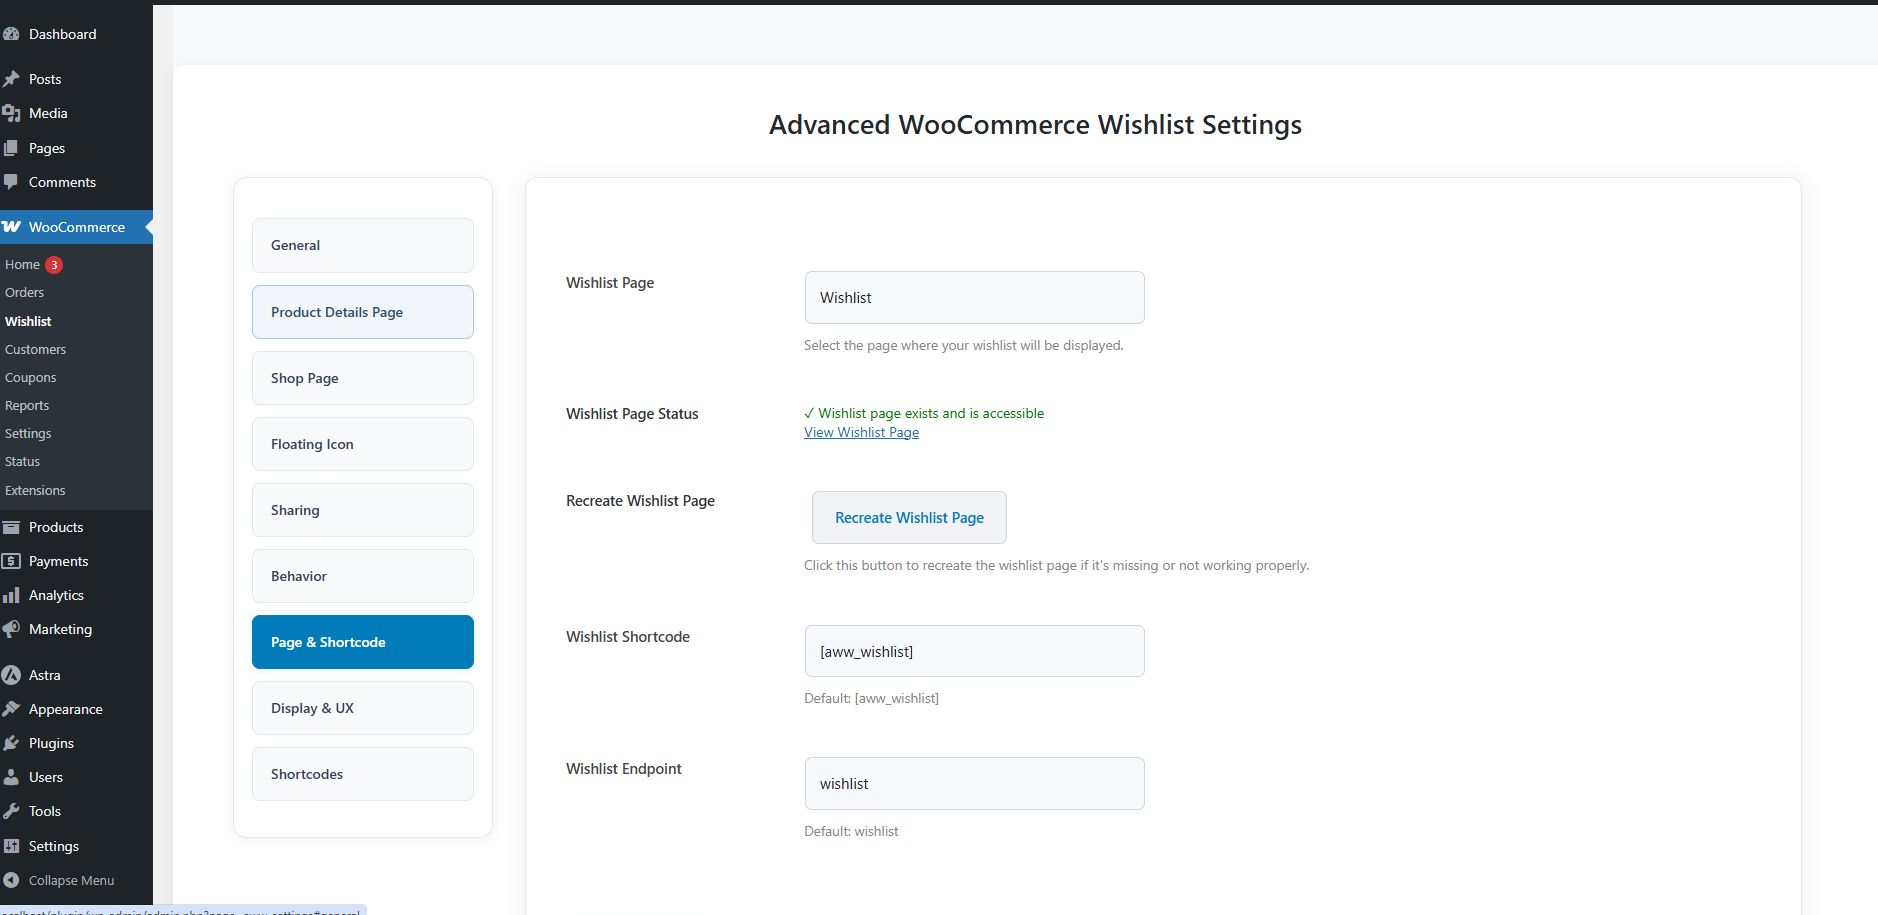 Dashboard
Posts
Media
Pages
Comments
WooCommerce
Home 3
Orders
Wishlist
Customers
Coupons
Reports
Settings
Status
Extensions
Products
Payments
Analytics
Marketing
Astra
Appearance
Plugins
Users
Tools
Settings
Collapse Menu
Advanced WooCommerce Wishlist Settings
General
Product Details Page
Shop Page
Floating Icon
Sharing
Behavior
Page & Shortcode
Display & UX
Shortcodes
Wishlist Page
Wishlist
Select the page where your wishlist will be displayed.
Wishlist Page Status
✓ Wishlist page exists and is accessible
View Wishlist Page
Recreate Wishlist Page
Recreate Wishlist Page
Click this button to recreate the wishlist page if it's missing or not working properly.
Wishlist Shortcode
[aww_wishlist]
Default: [aww_wishlist]
Wishlist Endpoint
wishlist
Default: wishlist